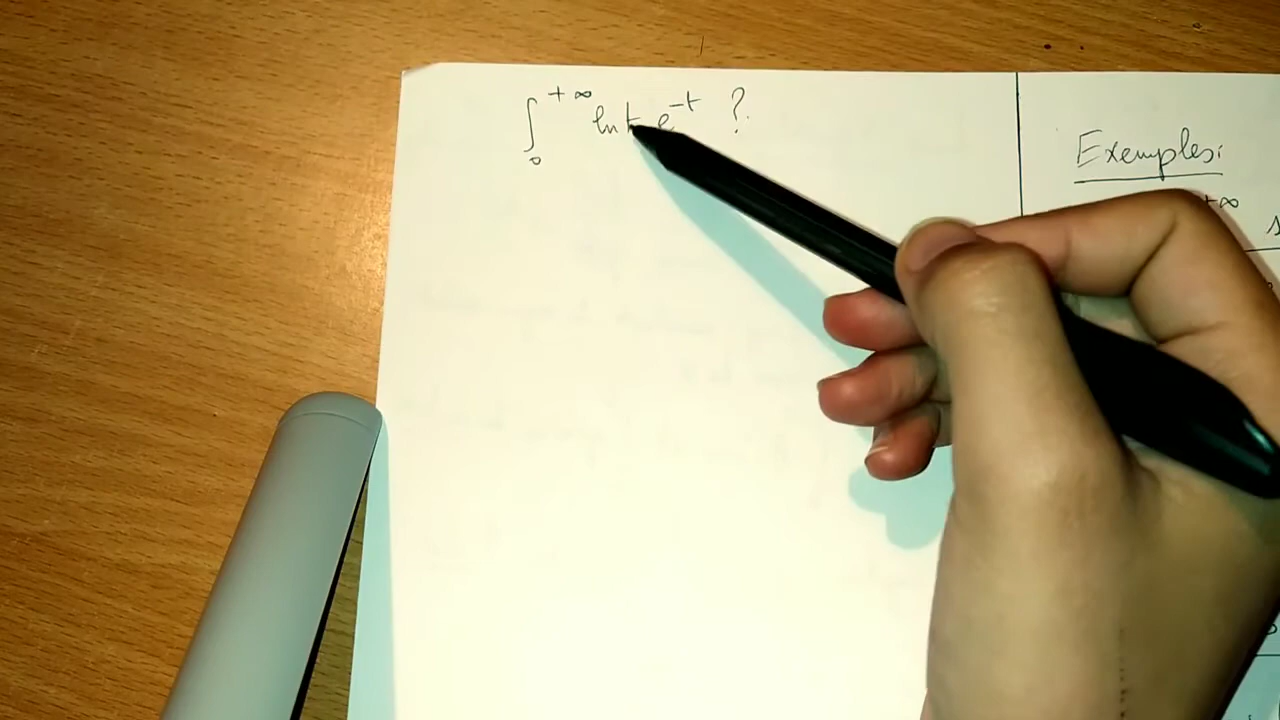 ∫₀^{+∞} ln t e^{-t} ?
Exemples:
+∞